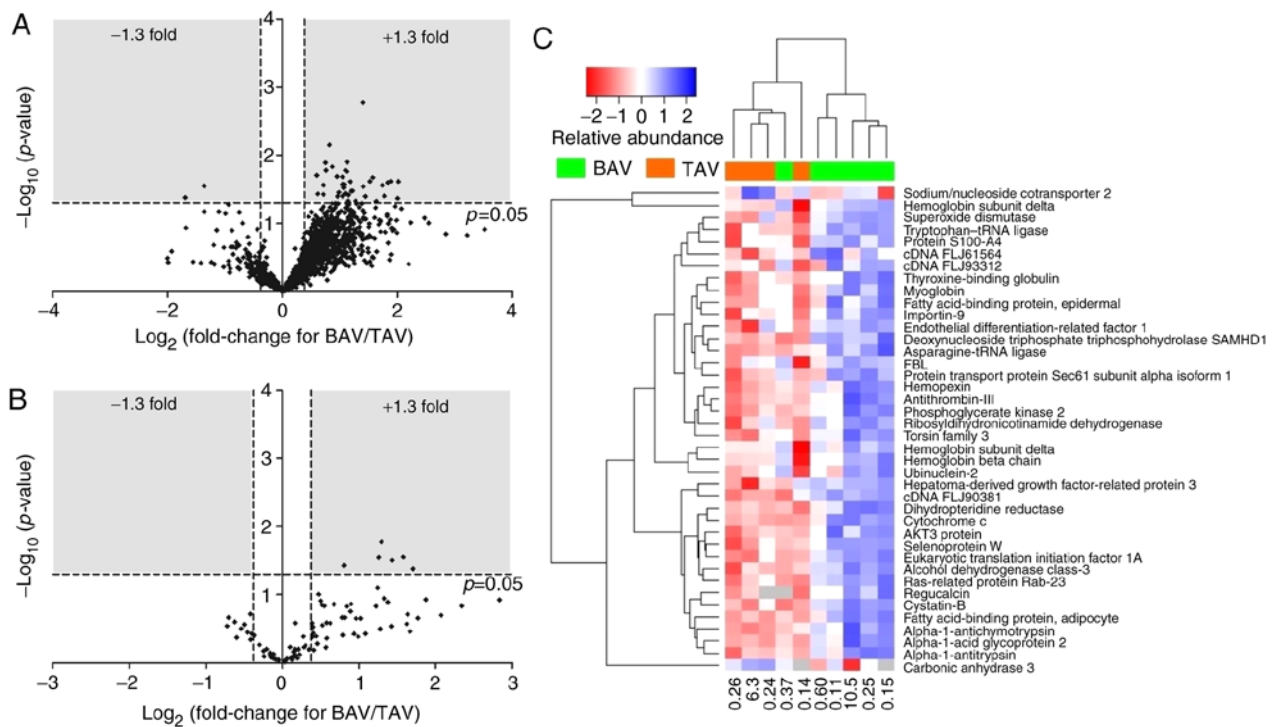 A
−1.3 fold
+1.3 fold
4
3
2
1
p=0.05
−Log10 (p-value)
−4
−2
0
2
4
Log2 (fold-change for BAV/TAV)
B
−1.3 fold
+1.3 fold
4
3
2
1
p=0.05
−Log10 (p-value)
−3
−2
−1
0
1
2
3
Log2 (fold-change for BAV/TAV)
C
−2 −1 0 1 2
Relative abundance
BAV TAV
Sodium/nucleoside cotransporter 2
Hemoglobin subunit delta
Superoxide dismutase
Tryptophan–tRNA ligase
Protein S100-A4
cDNA FLJ61564
cDNA FLJ93312
Thyroxine-binding globulin
Myoglobin
Fatty acid-binding protein, epidermal
Importin-9
Endothelial differentiation-related factor 1
Deoxynucleoside triphosphate triphosphohydrolase SAMHD1
Asparagine-tRNA ligase
FBL
Protein transport protein Sec61 subunit alpha isoform 1
Hemopexin
Antithrombin-III
Phosphoglycerate kinase 2
Ribosyldihydronicotinamide dehydrogenase
Torsin family 3
Hemoglobin subunit delta
Hemoglobin beta chain
Ubinuclein-2
Hepatoma-derived growth factor-related protein 3
cDNA FLJ90381
Dihydropteridine reductase
Cytochrome c
AKT3 protein
Selenoprotein W
Eukaryotic translation initiation factor 1A
Alcohol dehydrogenase class-3
Ras-related protein Rab-23
Regucalcin
Cystatin-B
Fatty acid-binding protein, adipocyte
Alpha-1-antichymotrypsin
Alpha-1-acid glycoprotein 2
Alpha-1-antitrypsin
Carbonic anhydrase 3
0.26
6.3
0.24
0.37
0.14
0.60
0.11
10.5
0.25
0.15